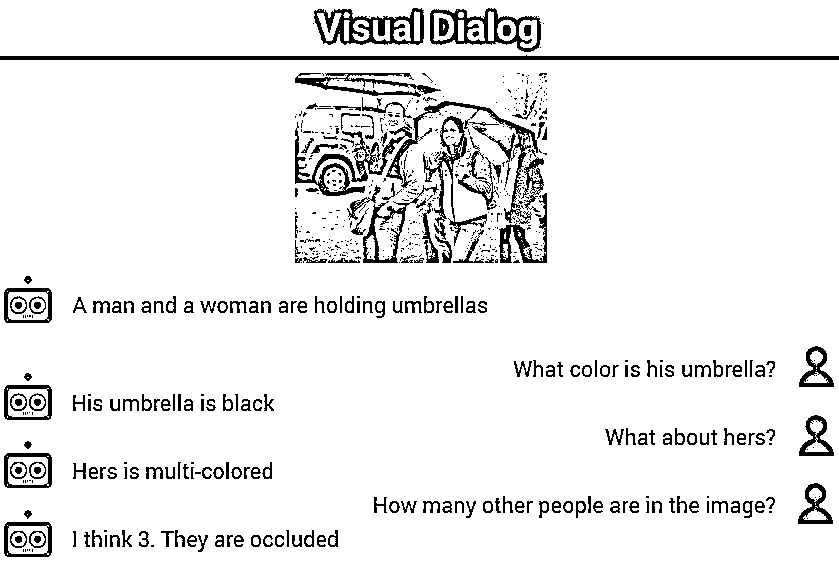 Visual Dialog
A man and a woman are holding umbrellas
What color is his umbrella?
His umbrella is black
What about hers?
Hers is multi-colored
How many other people are in the image?
I think 3. They are occluded